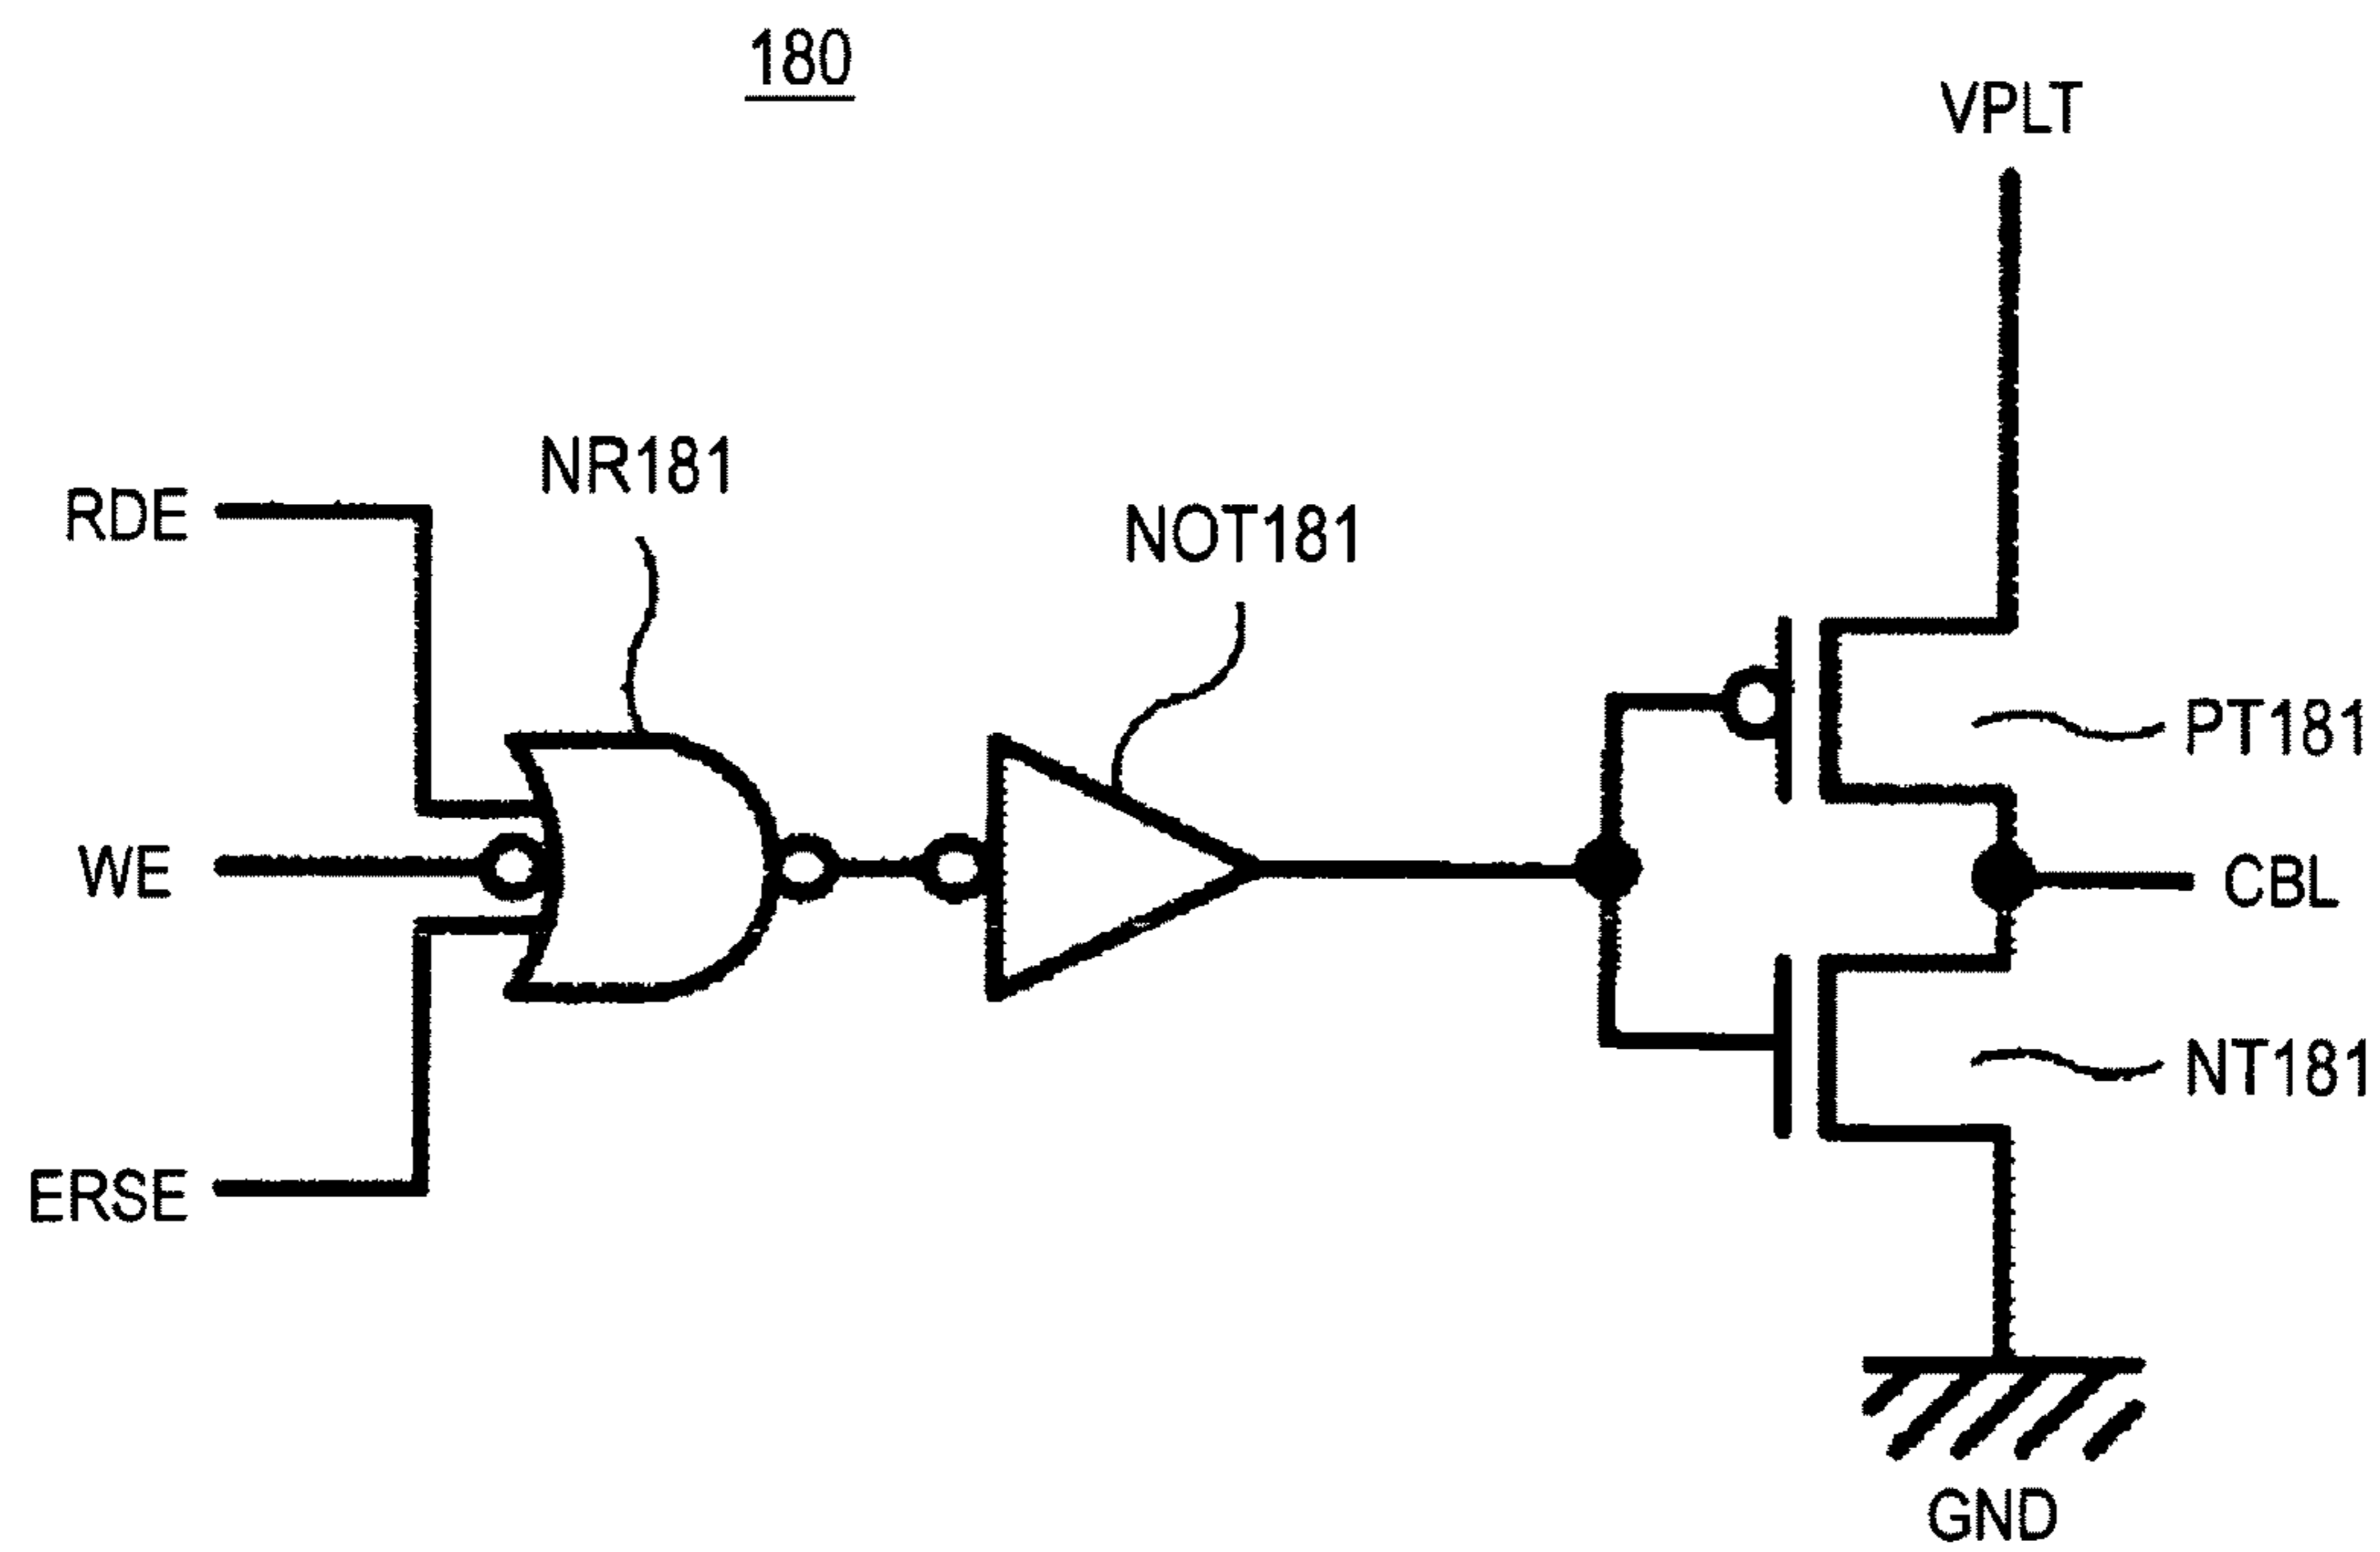 180
VPLT
NR181
RDE
NOT181
PT181
WE
CBL
NT181
ERSE
GND